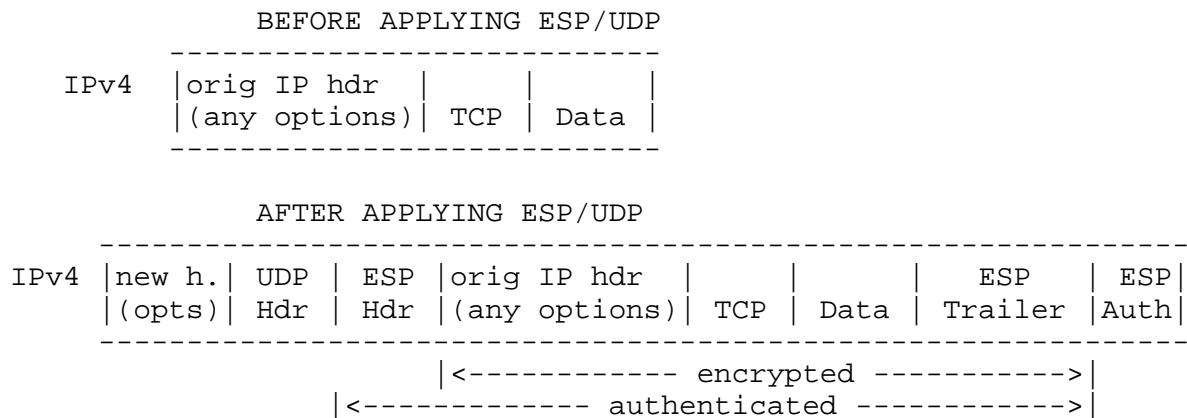 BEFORE APPLYING ESP/UDP
----------------------------
IPv4  |orig IP hdr  |     |      |
|(any options)| TCP | Data |
----------------------------
AFTER APPLYING ESP/UDP
--------------------------------------------------------------
IPv4 |new h.| UDP | ESP |orig IP hdr  |     |      |   ESP   | ESP|
|(opts)| Hdr | Hdr |(any options)| TCP | Data | Trailer |Auth|
--------------------------------------------------------------
|<------------ encrypted ----------->|
|<------------- authenticated ------------>|